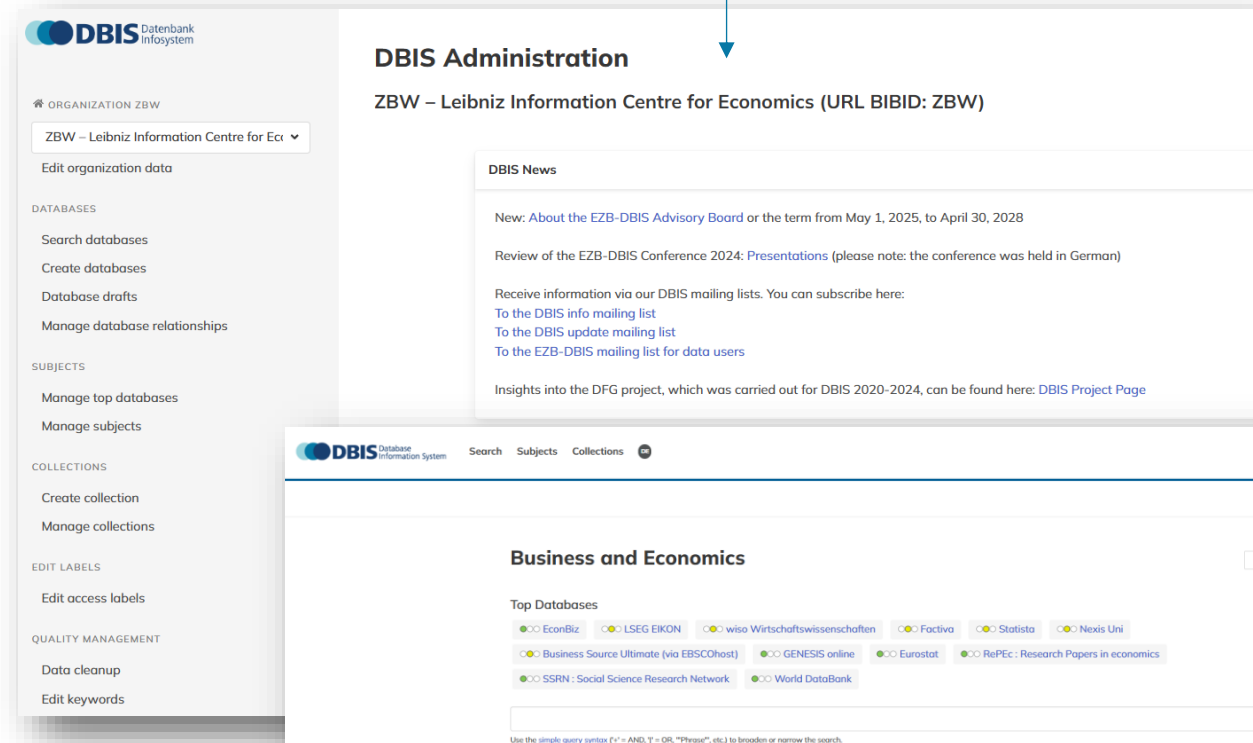 DBIS Datenbank Infosystem
ORGANIZATION ZBW
ZBW – Leibniz Information Centre for Ec
Edit organization data
DATABASES
Search databases
Create databases
Database drafts
Manage database relationships
SUBJECTS
Manage top databases
Manage subjects
COLLECTIONS
Create collection
Manage collections
EDIT LABELS
Edit access labels
QUALITY MANAGEMENT
Data cleanup
Edit keywords
DBIS Administration
ZBW – Leibniz Information Centre for Economics (URL BIBID: ZBW)
DBIS News
New: About the EZB-DBIS Advisory Board or the term from May 1, 2025, to April 30, 2028
Review of the EZB-DBIS Conference 2024: Presentations (please note: the conference was held in German)
Receive information via our DBIS mailing lists. You can subscribe here:
To the DBIS info mailing list
To the DBIS update mailing list
To the EZB-DBIS mailing list for data users
Insights into the DFG project, which was carried out for DBIS 2020-2024, can be found here: DBIS Project Page
DBIS Database Information System Search Subjects Collections DE
Business and Economics
Top Databases
EconBiz LSEG EIKON wiso Wirtschaftswissenschaften Factiva Statista Nexis Uni
Business Source Ultimate (via EBSCOhost) GENESIS online Eurostat RePEc : Research Papers in economics
SSRN : Social Science Research Network World DataBank
Use the simple query syntax ('+' = AND, '|' = OR, '"Phrase"', etc.) to broaden or narrow the search.